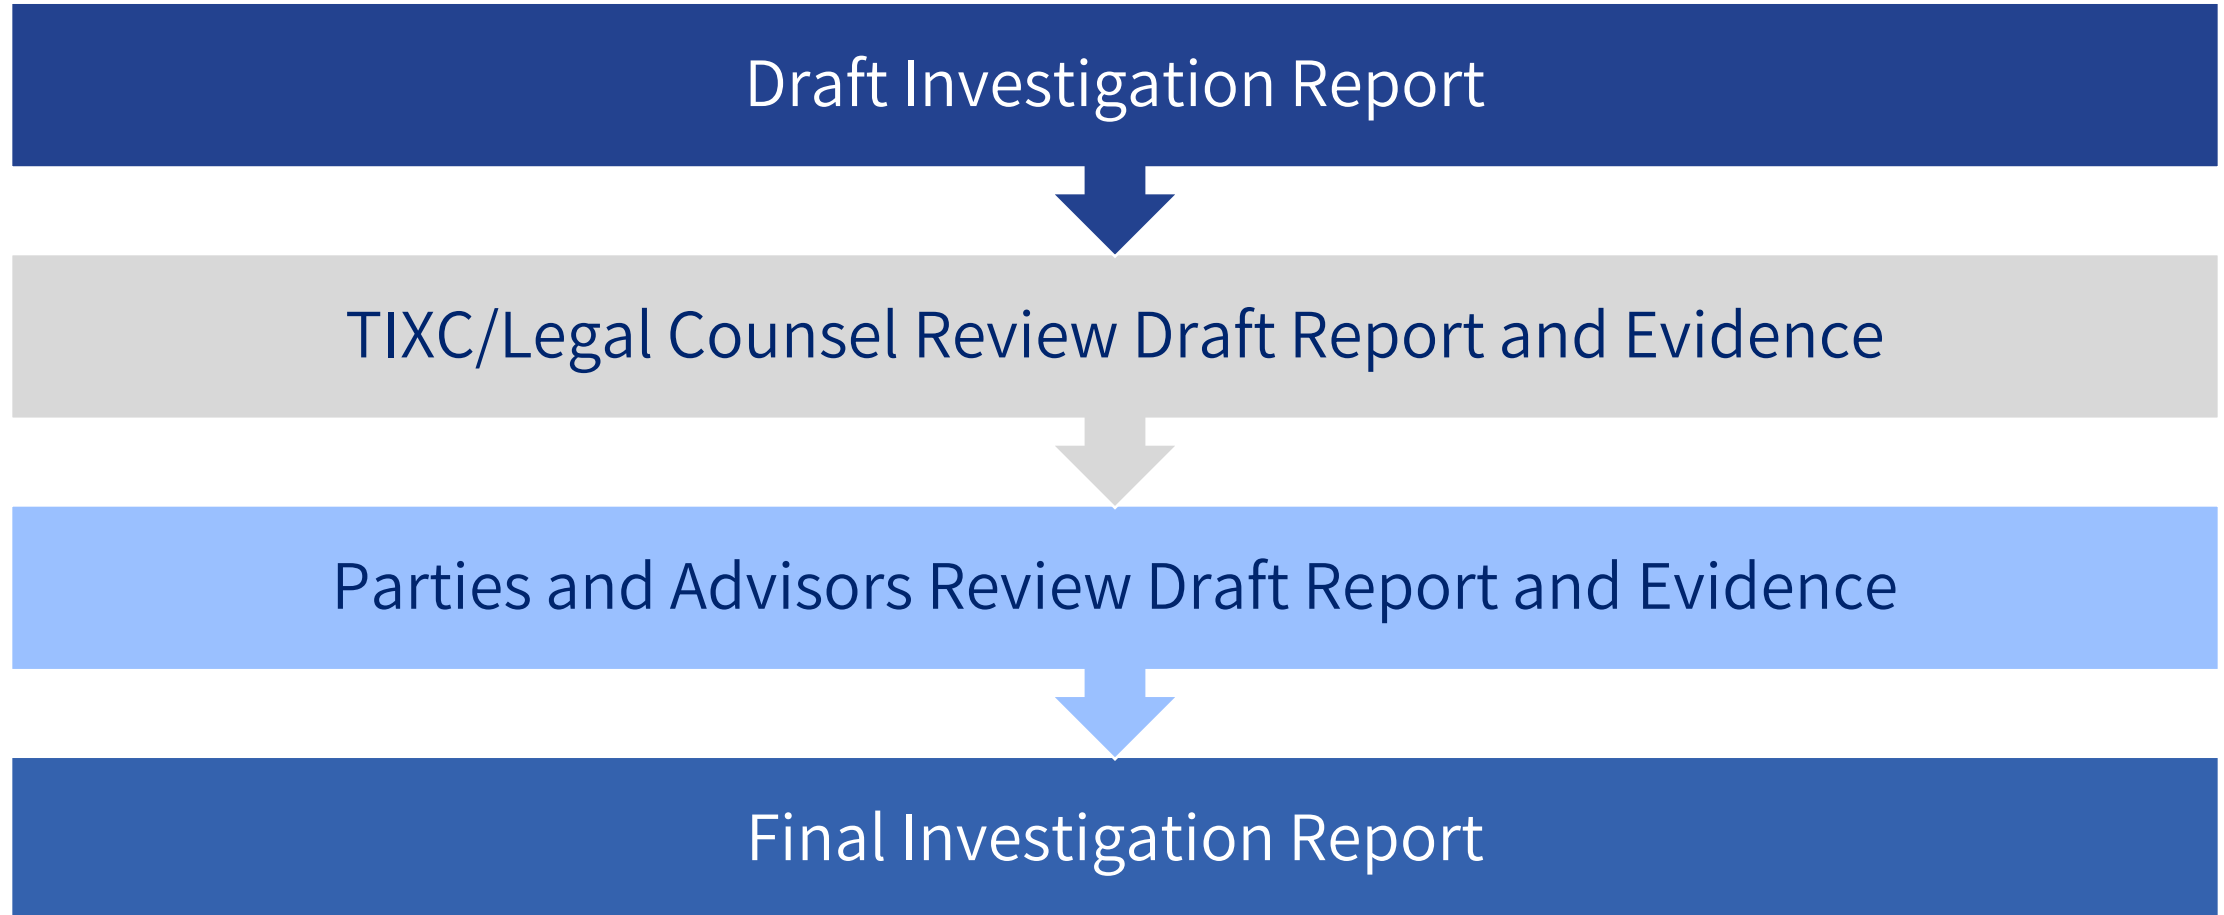 Draft Investigation Report
TIXC/Legal Counsel Review Draft Report and Evidence
Parties and Advisors Review Draft Report and Evidence
Final Investigation Report